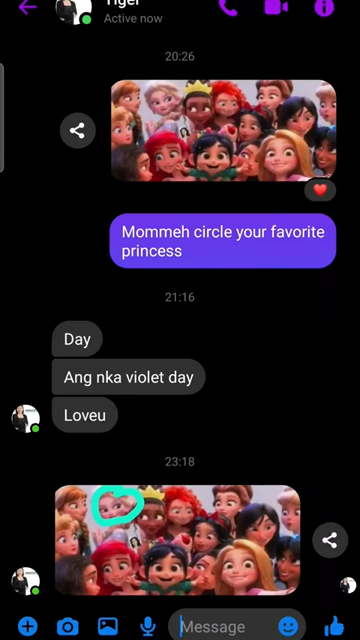 Tiger
Active now
20:26
Mommeh circle your favorite
princess
21:16
Day
Ang nka violet day
Loveu
23:18
Message